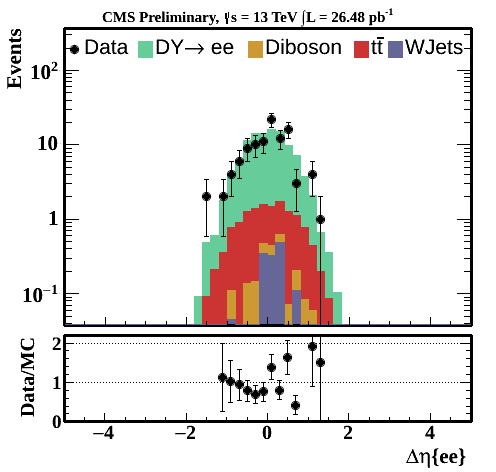 CMS Preliminary, √s = 13 TeV ∫L = 26.48 pb⁻¹
Events
Data
DY→ ee
Diboson
tt̄
WJets
10²
10
1
10⁻¹
Data/MC
2
1
0
−4 −2 0 2 4
Δη{ee}